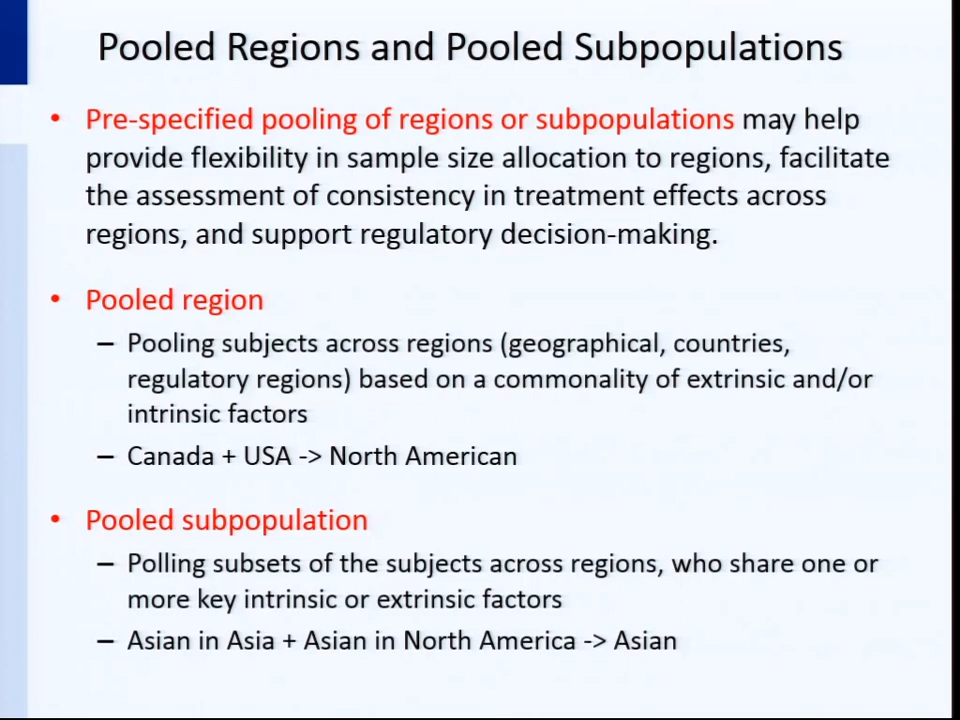 Pooled Regions and Pooled Subpopulations
• Pre-specified pooling of regions or subpopulations may help
provide flexibility in sample size allocation to regions, facilitate
the assessment of consistency in treatment effects across
regions, and support regulatory decision-making.
• Pooled region
– Pooling subjects across regions (geographical, countries,
regulatory regions) based on a commonality of extrinsic and/or
intrinsic factors
– Canada + USA -> North American
• Pooled subpopulation
– Polling subsets of the subjects across regions, who share one or
more key intrinsic or extrinsic factors
– Asian in Asia + Asian in North America -> Asian